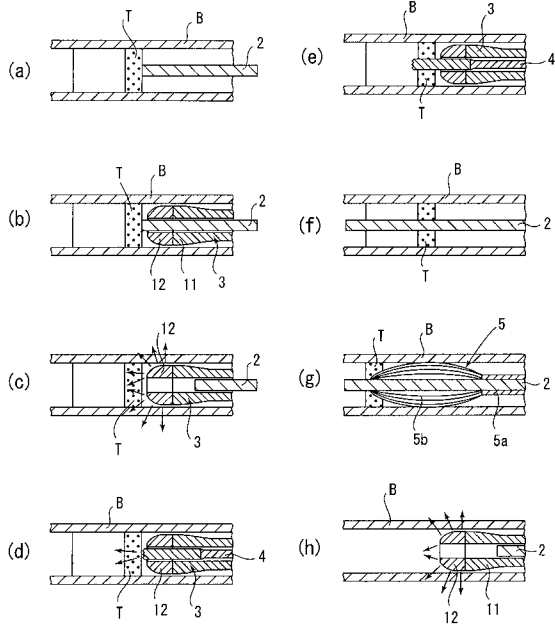 (a) T B 2
(b) T B 2
12 11 3
(c) 12 2
T 3
(d) B 4
T 12 3
(e) B 3
T 4
(f) B 2
T
(g) T B 5 2
5b 5a
(h) B 2
12 11